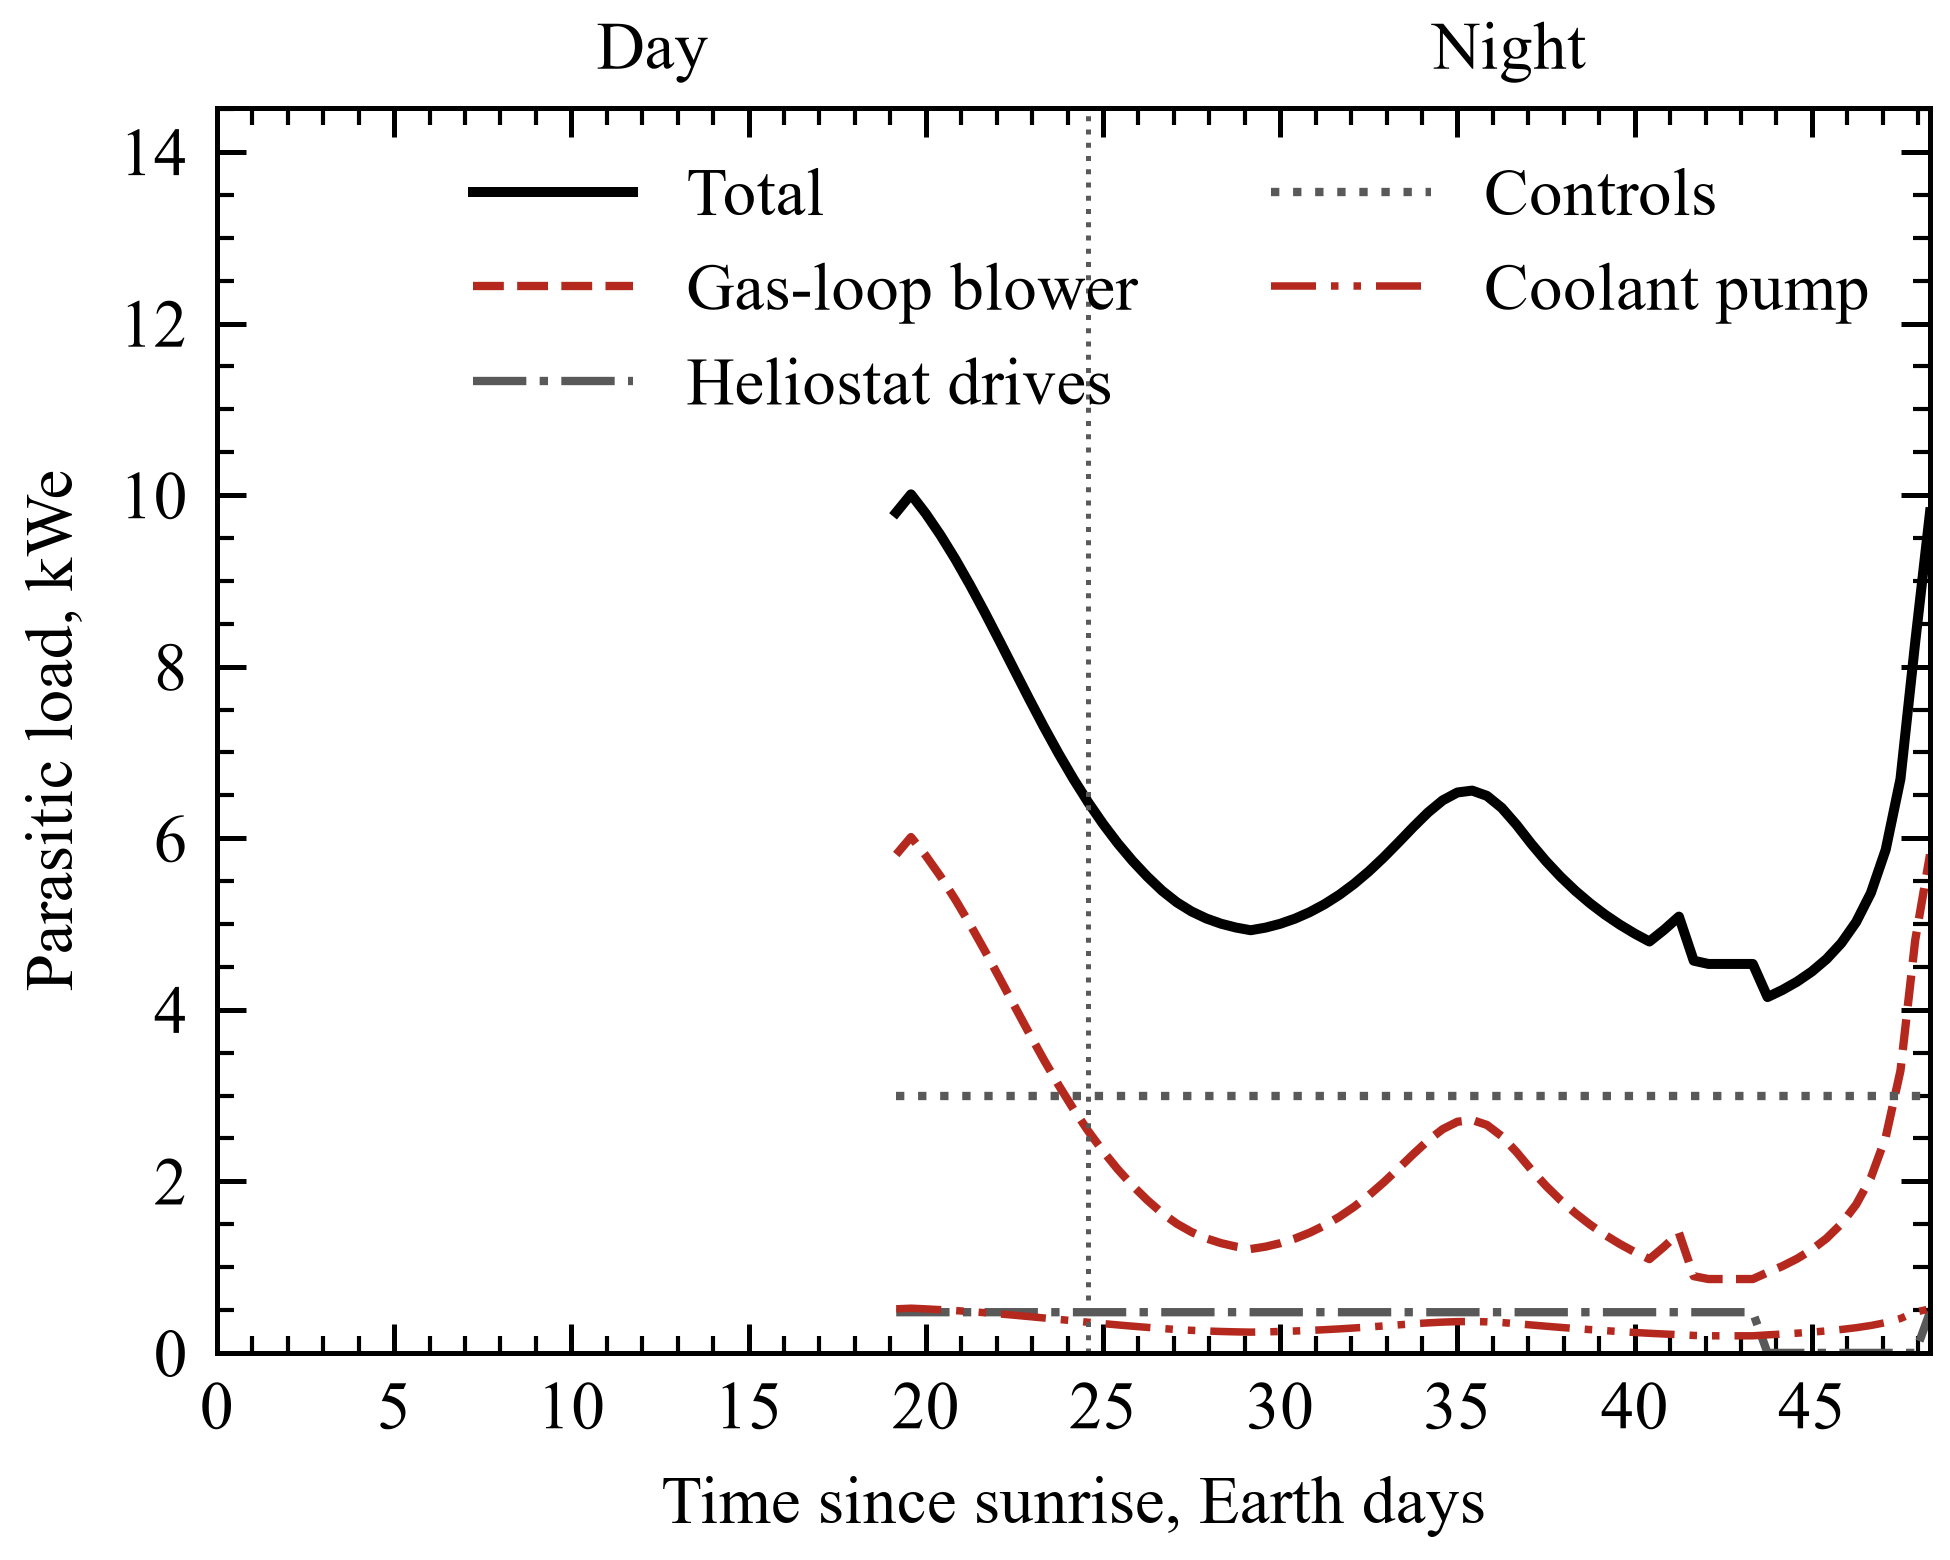 Day Night
14
12
10
8
6
4
2
0
Parasitic load, kWe
Total
Gas-loop blower
Heliostat drives
Controls
Coolant pump
0 5 10 15 20 25 30 35 40 45
Time since sunrise, Earth days